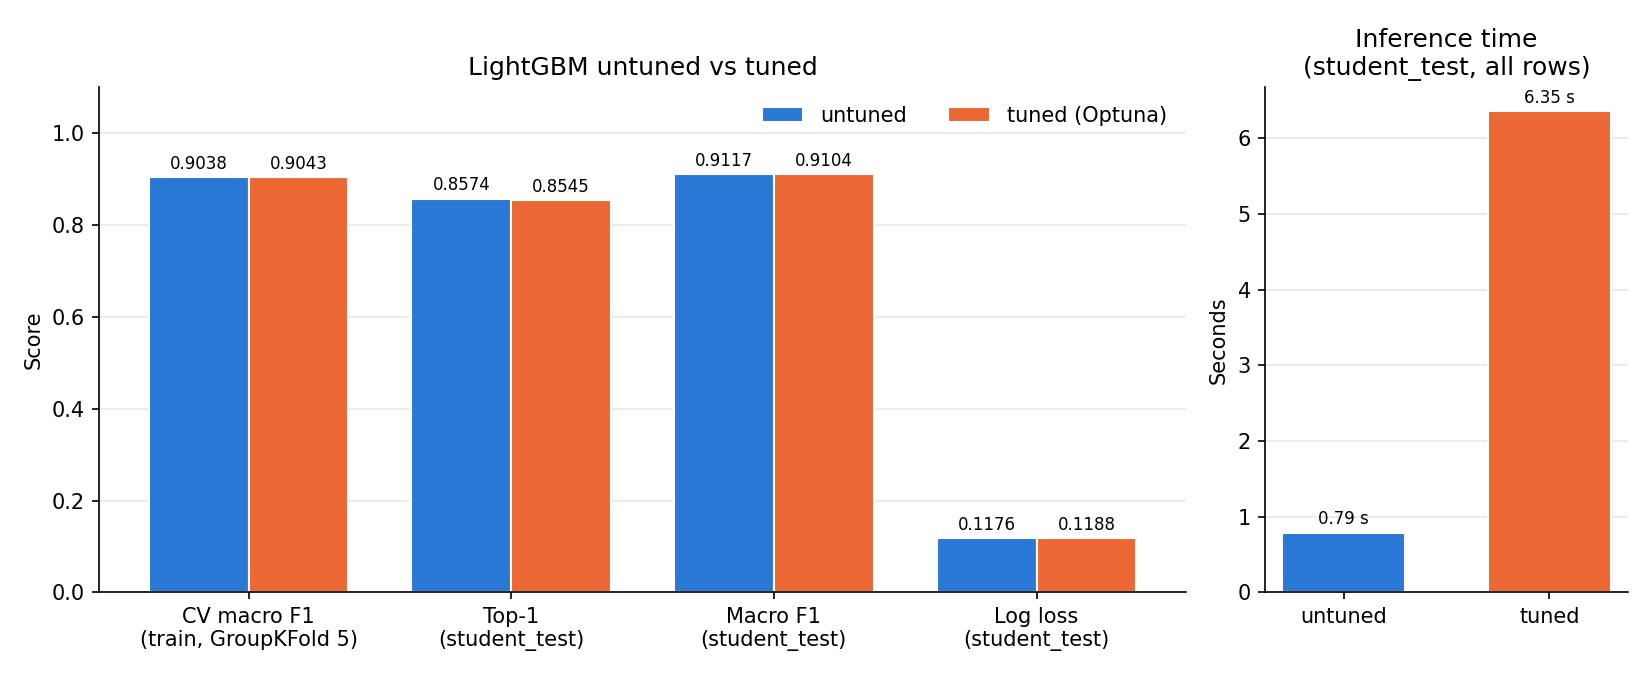 LightGBM untuned vs tuned
untuned
tuned (Optuna)
Score
1.0
0.8
0.6
0.4
0.2
0.0
0.9038
0.9043
0.8574
0.8545
0.9117
0.9104
0.1176
0.1188
CV macro F1
(train, GroupKFold 5)
Top-1
(student_test)
Macro F1
(student_test)
Log loss
(student_test)
Inference time
(student_test, all rows)
Seconds
6
5
4
3
2
1
0
0.79 s
6.35 s
untuned
tuned